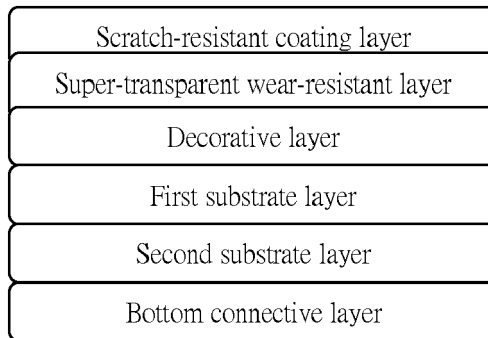 Scratch-resistant coating layer
Super-transparent wear-resistant layer
Decorative layer
First substrate layer
Second substrate layer
Bottom connective layer